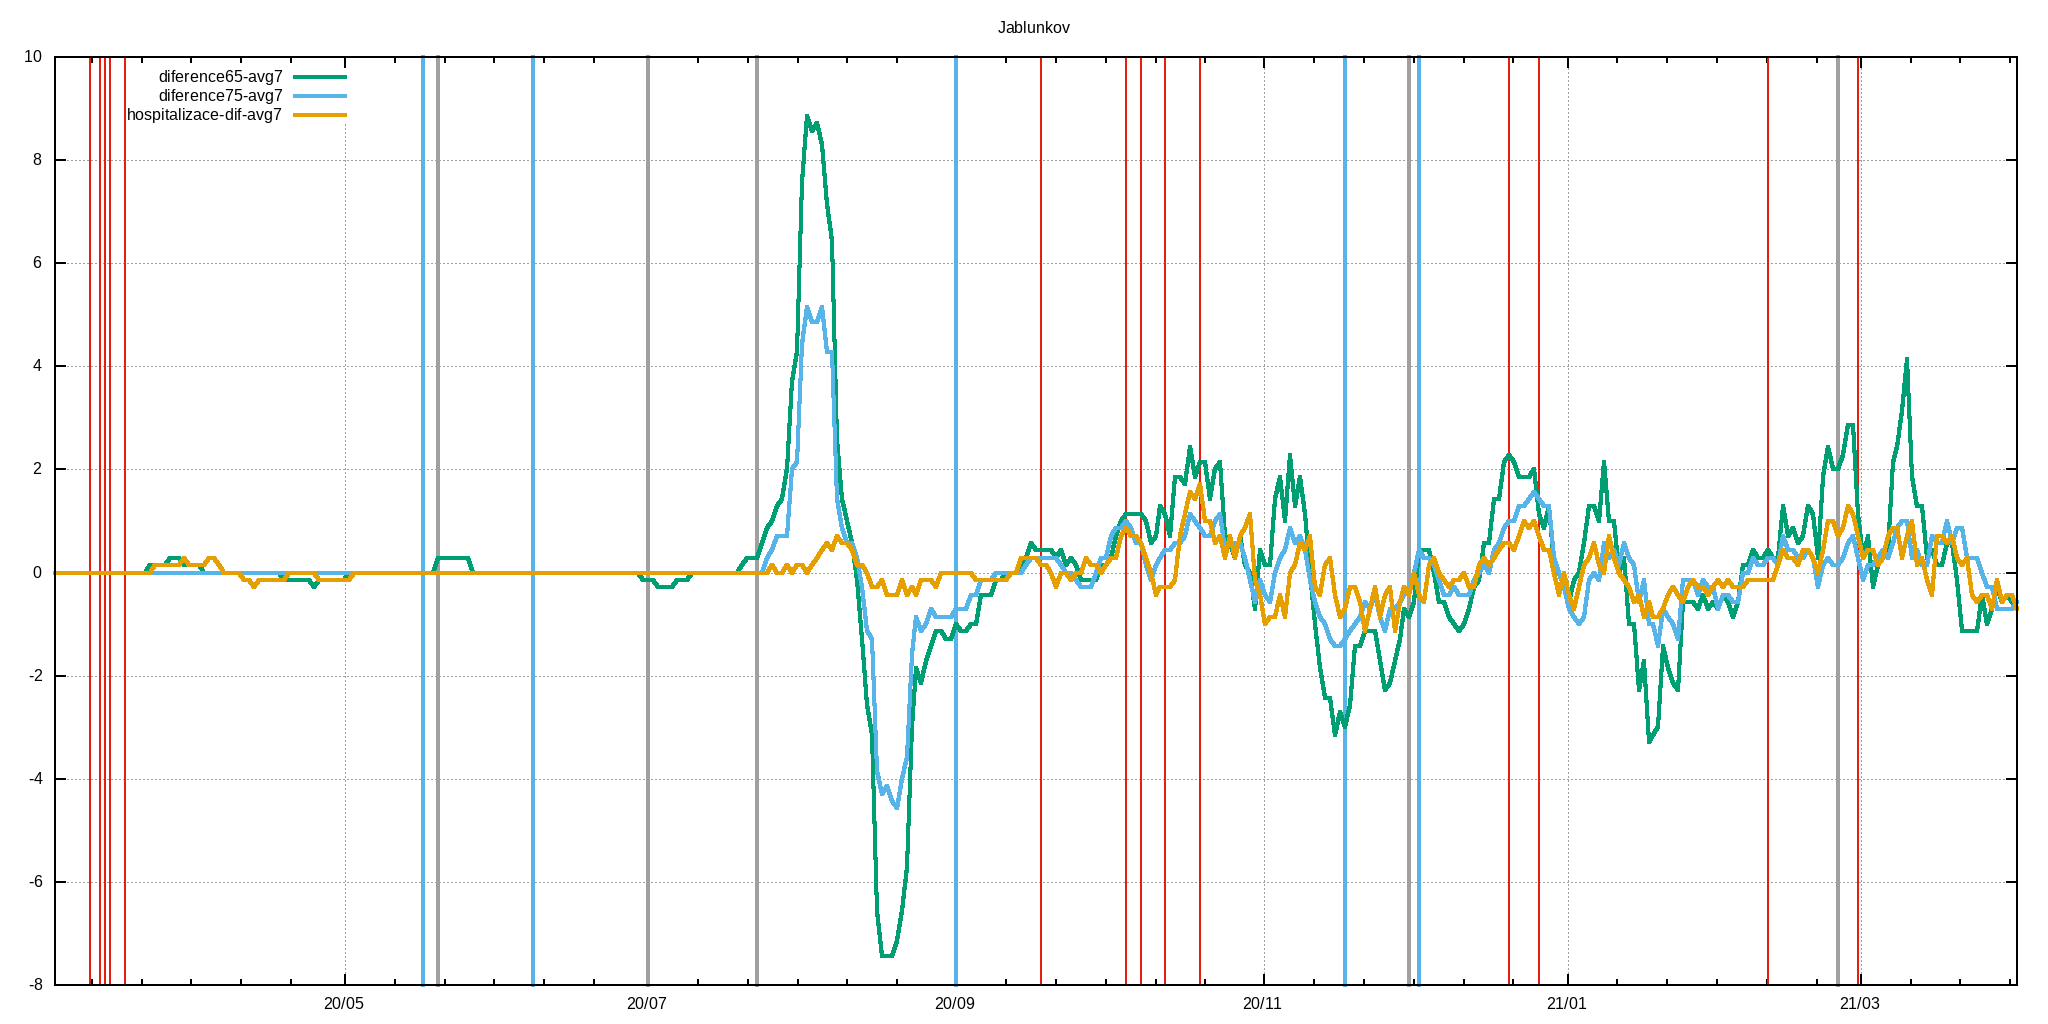 Jablunkov
10
diference65-avg7
diference75-avg7
hospitalizace-dif-avg7
8
6
4
2
0
-2
-4
-6
-8
20/05 20/07 20/09 20/11 21/01 21/03